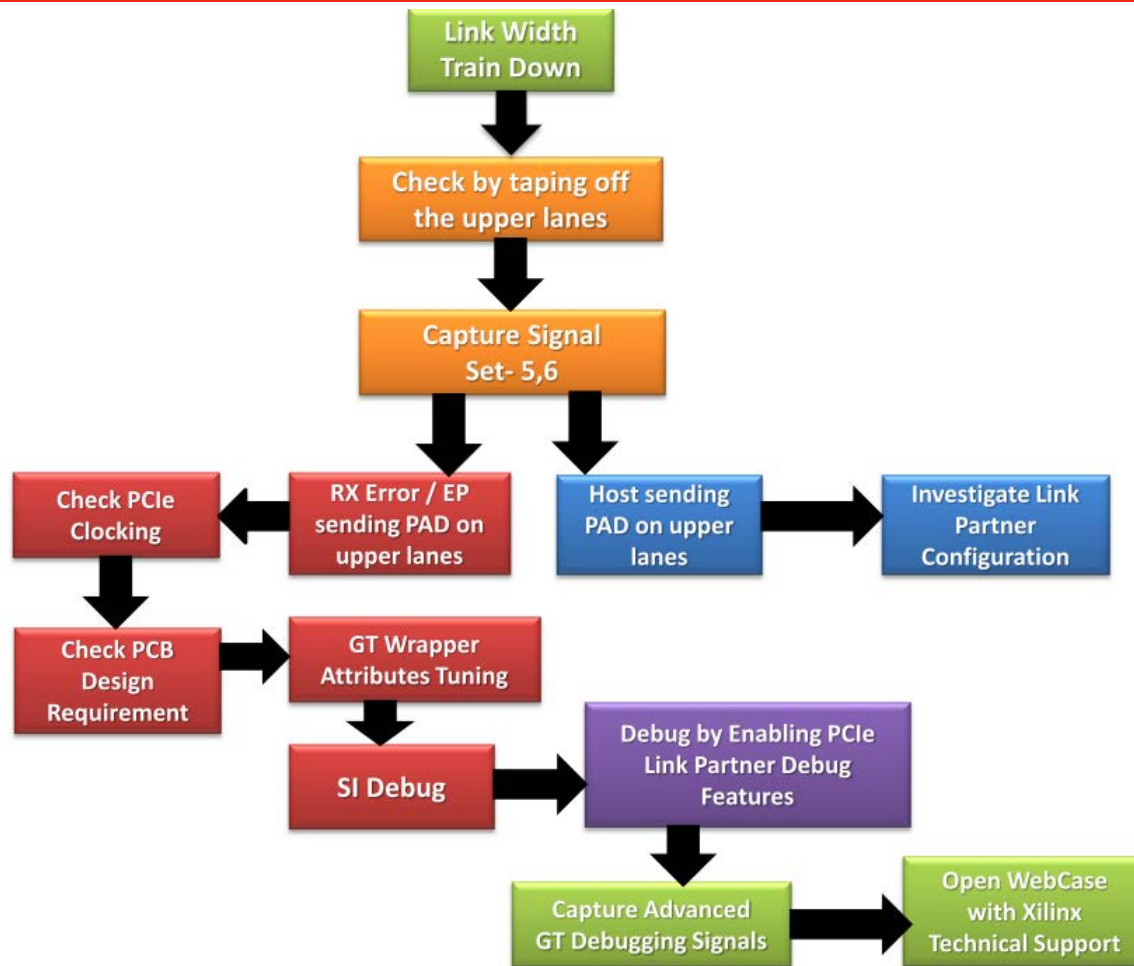 Link Width
Train Down
Check by taping off
the upper lanes
Capture Signal
Set- 5,6
Check PCIe
Clocking
RX Error / EP
sending PAD on
upper lanes
Host sending
PAD on upper
lanes
Investigate Link
Partner
Configuration
Check PCB
Design
Requirement
GT Wrapper
Attributes Tuning
SI Debug
Debug by Enabling PCIe
Link Partner Debug
Features
Capture Advanced
GT Debugging Signals
Open WebCase
with Xilinx
Technical Support